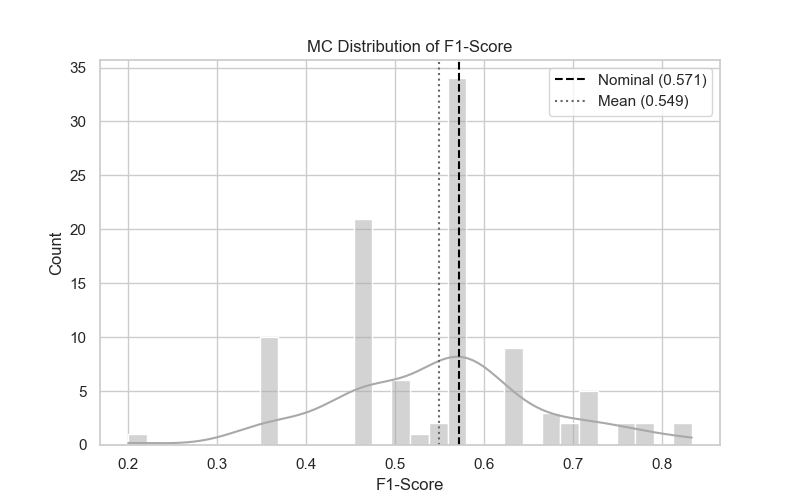 MC Distribution of F1-Score
Nominal (0.571)
Mean (0.549)
Count
35
30
25
20
15
10
5
0
0.2 0.3 0.4 0.5 0.6 0.7 0.8
F1-Score